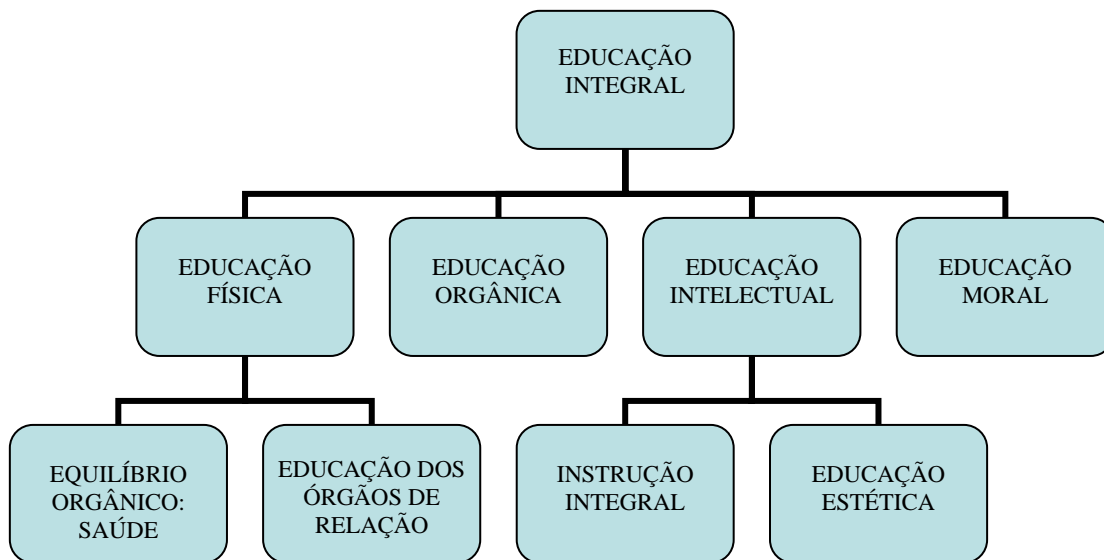 EDUCAÇÃO
INTEGRAL
EDUCAÇÃO
FÍSICA
EDUCAÇÃO
ORGÂNICA
EDUCAÇÃO
INTELECTUAL
EDUCAÇÃO
MORAL
EQUILÍBRIO
ORGÂNICO:
SAÚDE
EDUCAÇÃO DOS
ÓRGÃOS DE
RELAÇÃO
INSTRUÇÃO
INTEGRAL
EDUCAÇÃO
ESTÉTICA